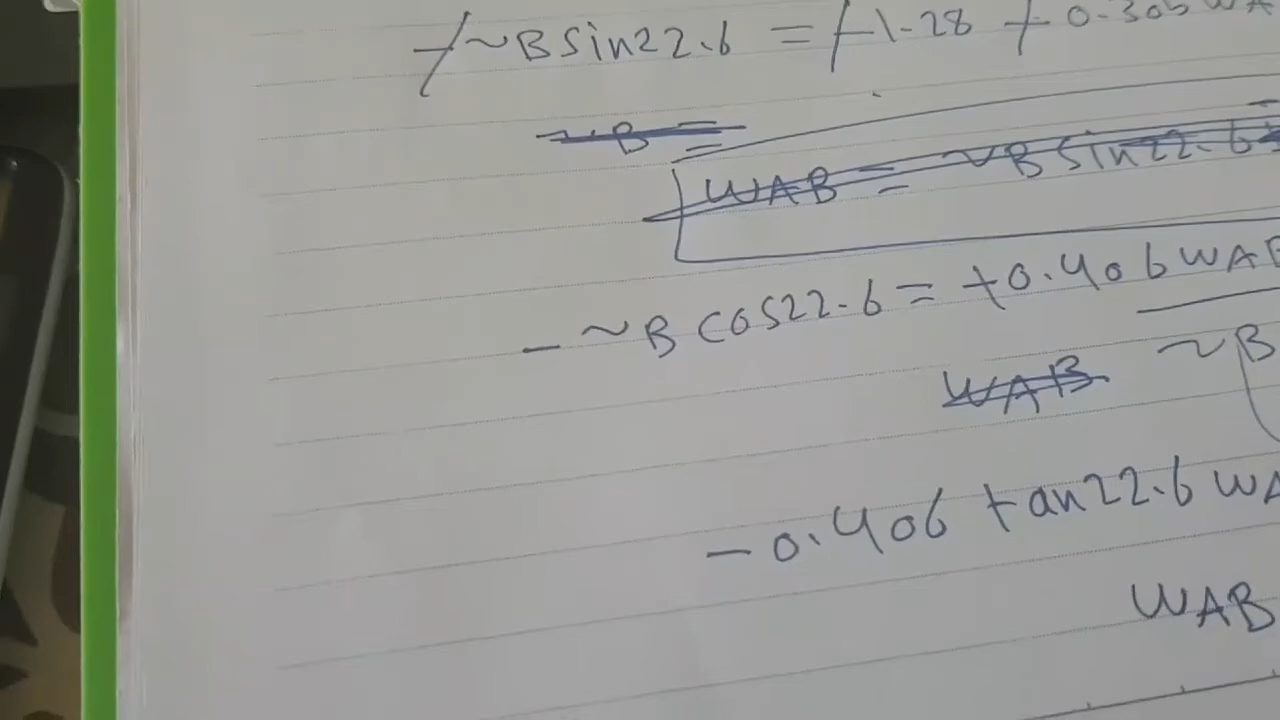 ~B sin22.6 = -1.28 + 0.305 WA
~B =
WAB = ~B sin22.6
- ~B cos22.6 = +0.406 WAB
WAB ~B
-0.406 tan22.6 WA
WAB